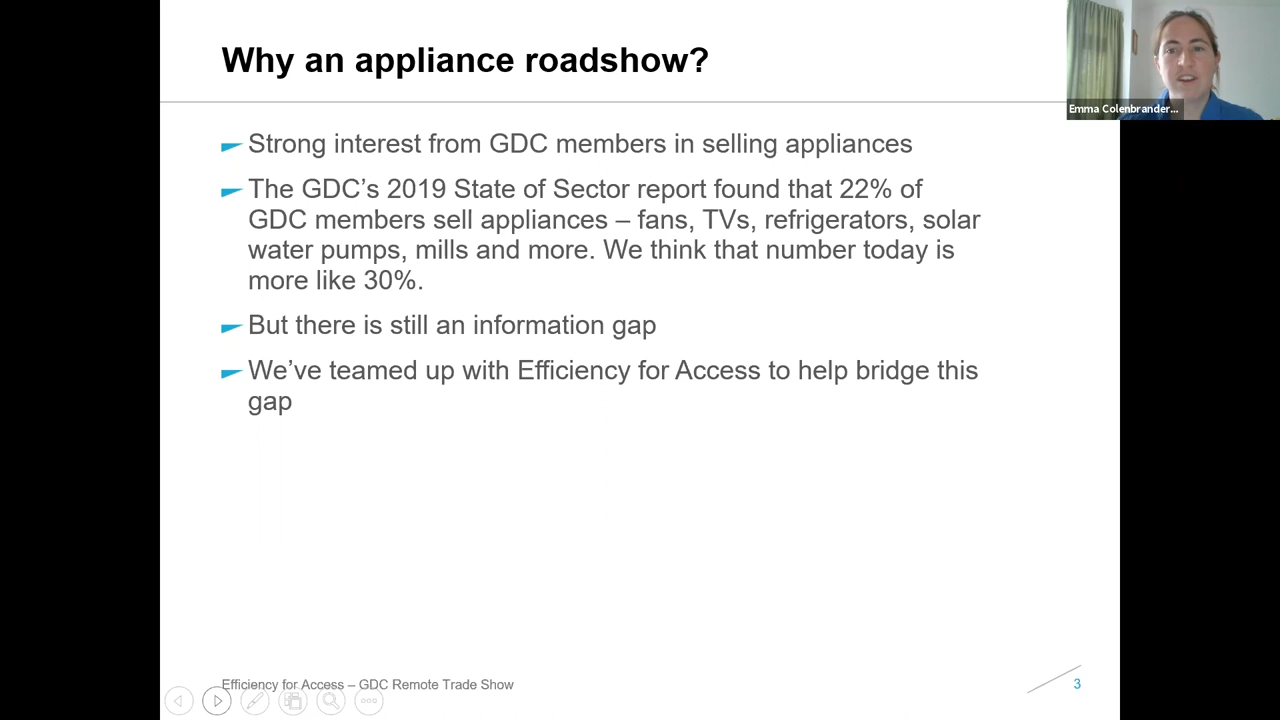 Why an appliance roadshow?
Emma Colenbrander...
Strong interest from GDC members in selling appliances
The GDC's 2019 State of Sector report found that 22% of
GDC members sell appliances – fans, TVs, refrigerators, solar
water pumps, mills and more. We think that number today is
more like 30%.
But there is still an information gap
We've teamed up with Efficiency for Access to help bridge this
gap
Efficiency for Access – GDC Remote Trade Show
3